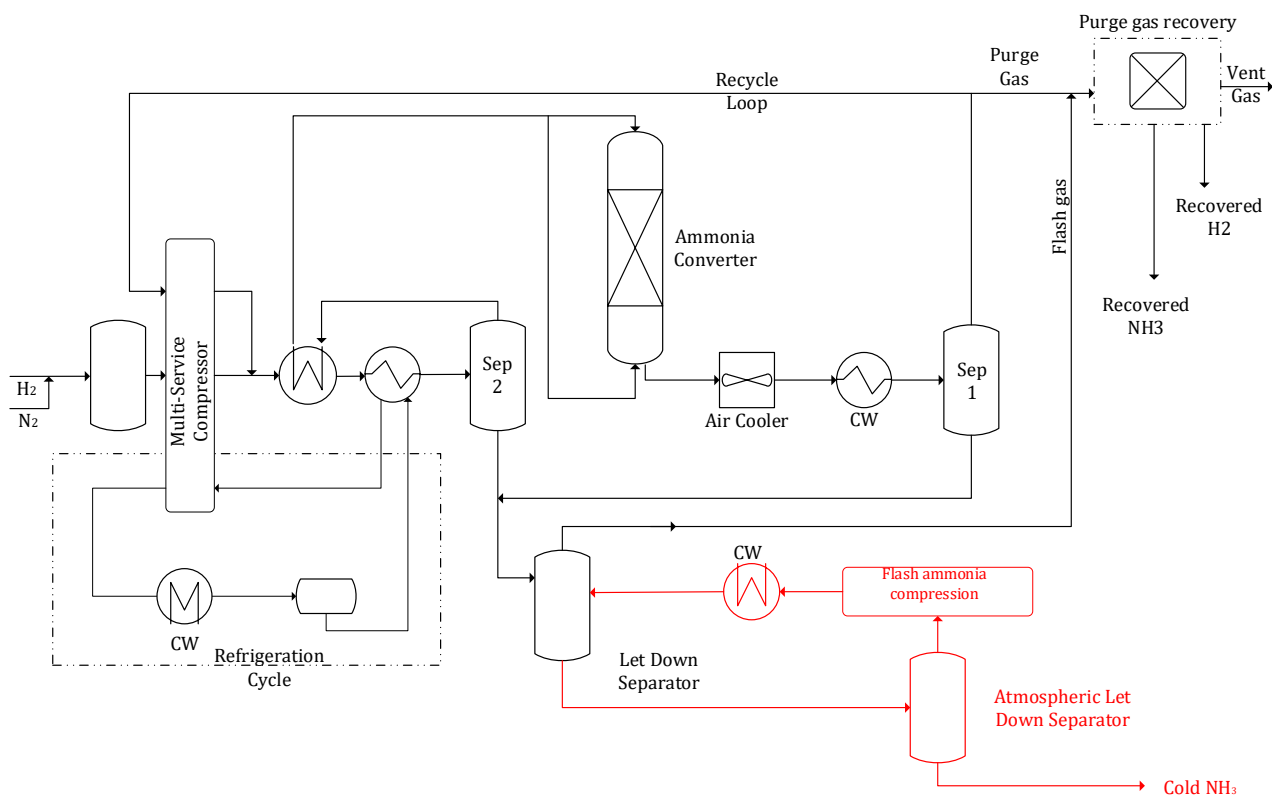 Purge gas recovery
Purge
Gas
Vent
Gas
Recycle
Loop
Flash gas
Recovered
H2
Ammonia
Converter
Recovered
NH3
H2
N2
Multi-Service
Compressor
Sep
2
Sep
1
Air Cooler
CW
CW
Flash ammonia
compression
CW
Refrigeration
Cycle
Let Down
Separator
Atmospheric Let
Down Separator
Cold NH3